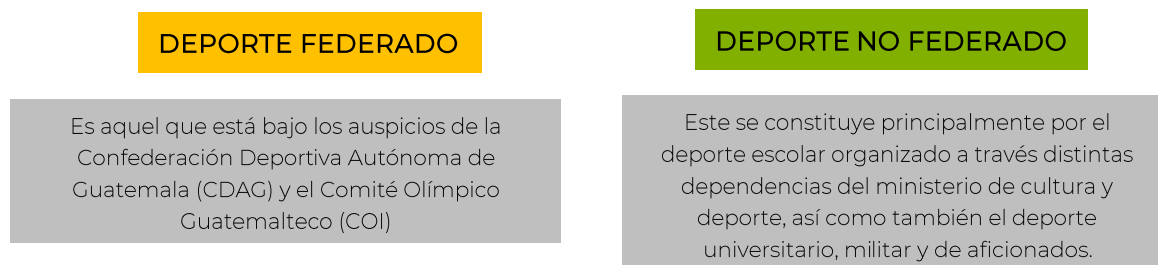 DEPORTE FEDERADO
Es aquel que está bajo los auspicios de la
Confederación Deportiva Autónoma de
Guatemala (CDAG) y el Comité Olímpico
Guatemalteco (COI)
DEPORTE NO FEDERADO
Este se constituye principalmente por el
deporte escolar organizado a través distintas
dependencias del ministerio de cultura y
deporte, así como también el deporte
universitario, militar y de aficionados.